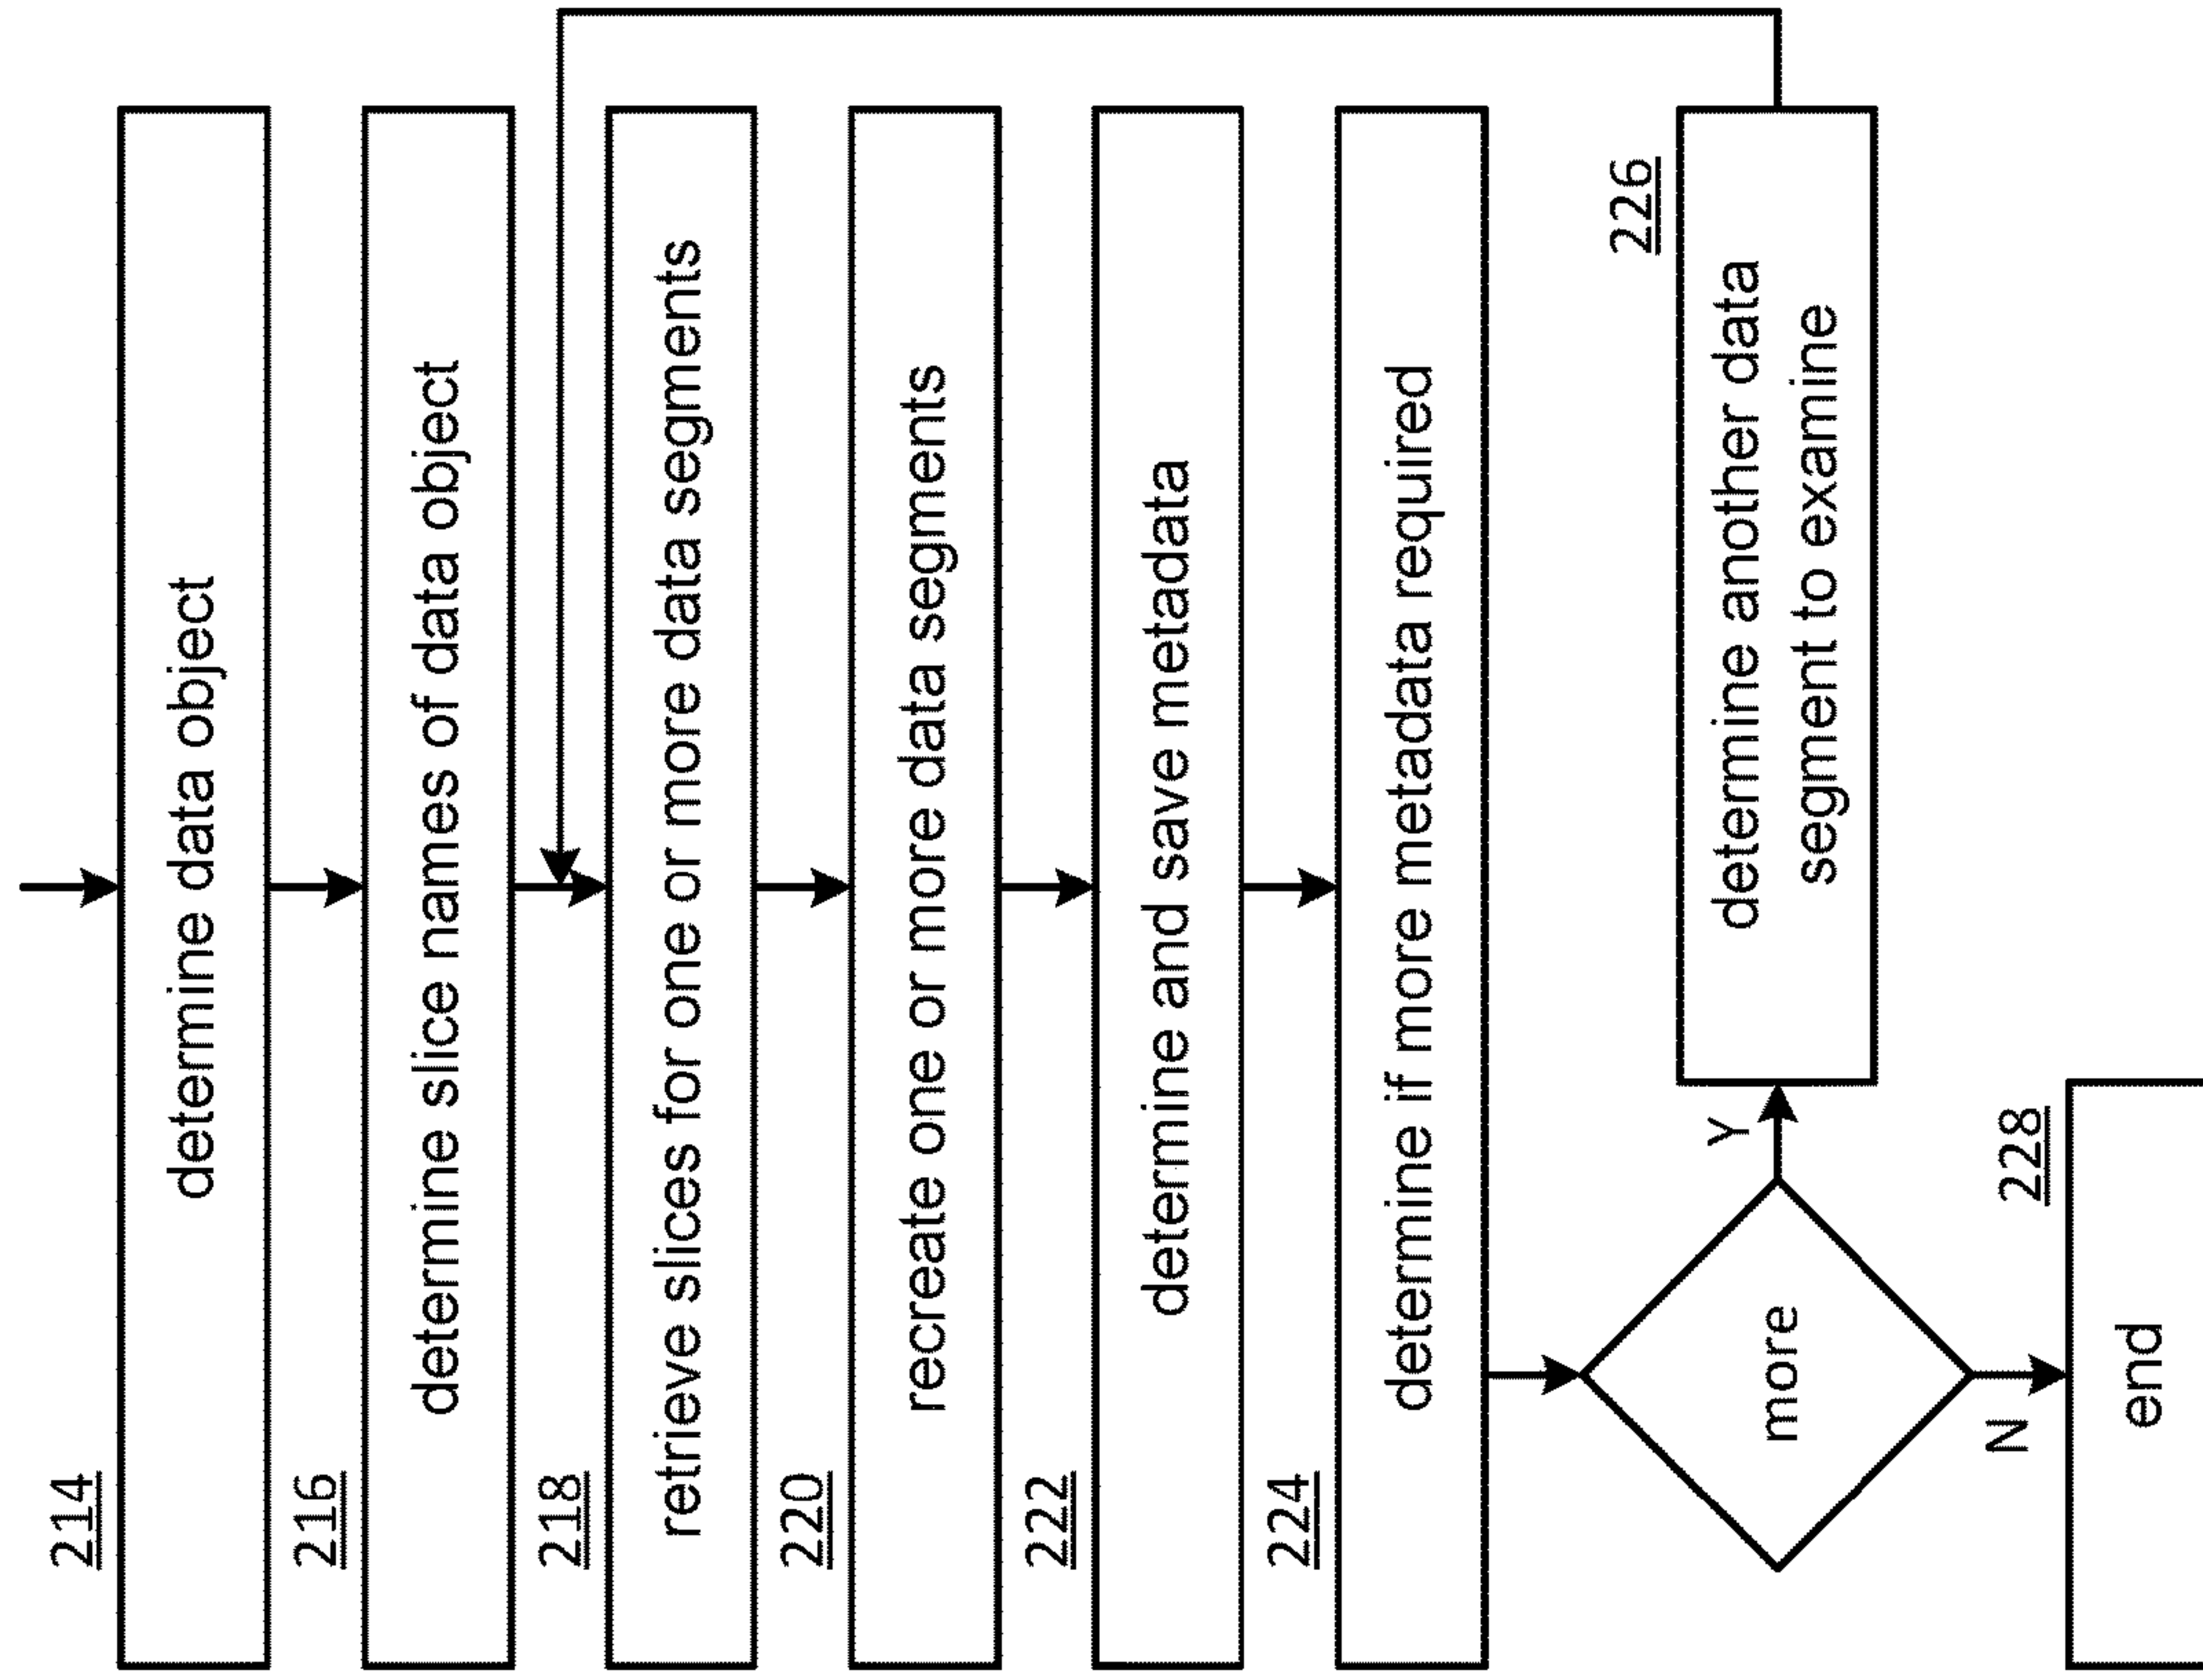 214
determine data object
216
determine slice names of data object
218
retrieve slices for one or more data segments
220
recreate one or more data segments
222
determine and save metadata
224
determine if more metadata required
more
Y
226
determine another data
segment to examine
N
228
end